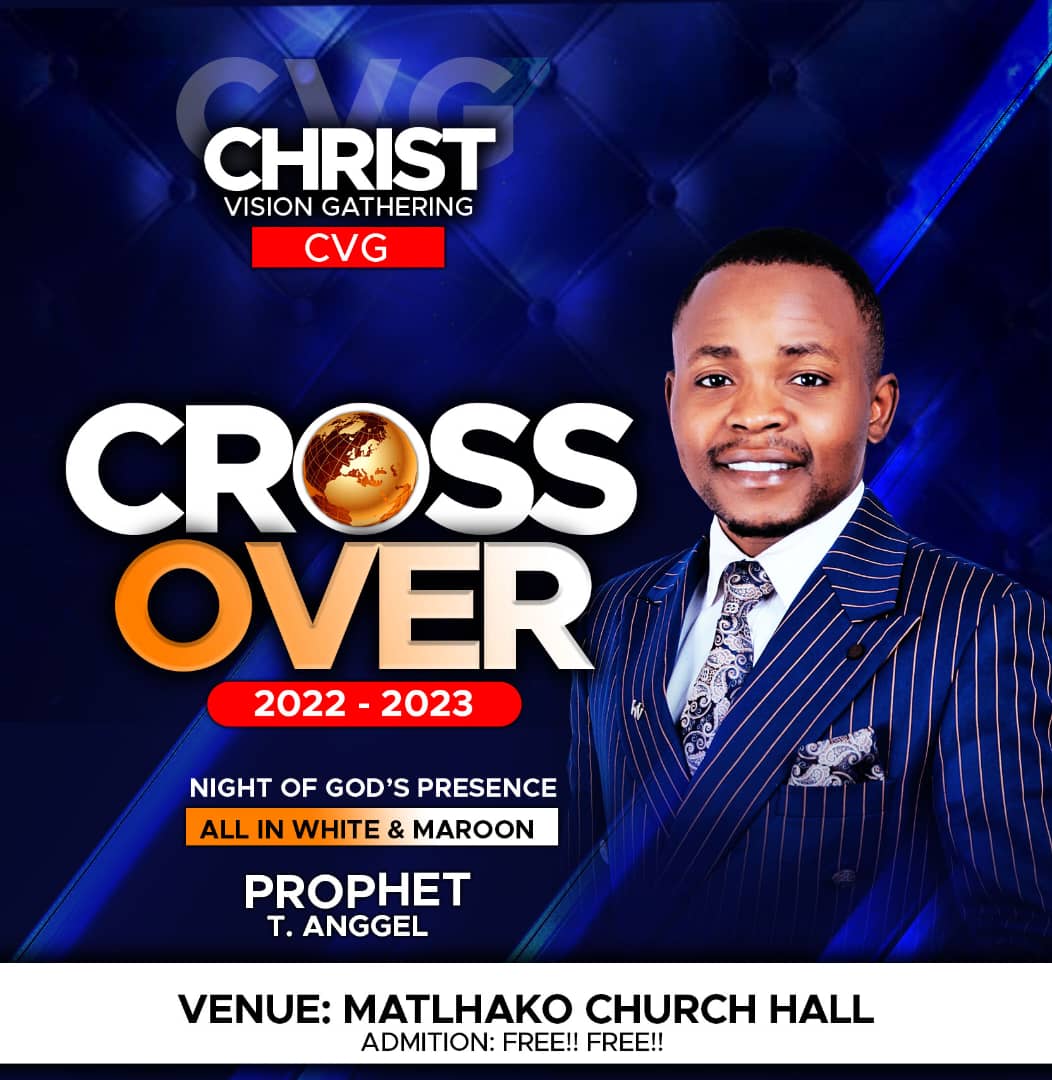 CVG
CHRIST
VISION GATHERING
CVG
CROSS
OVER
2022 - 2023
NIGHT OF GOD'S PRESENCE
ALL IN WHITE & MAROON
PROPHET
T. ANGGEL
VENUE: MATLHAKO CHURCH HALL
ADMITION: FREE!! FREE!!